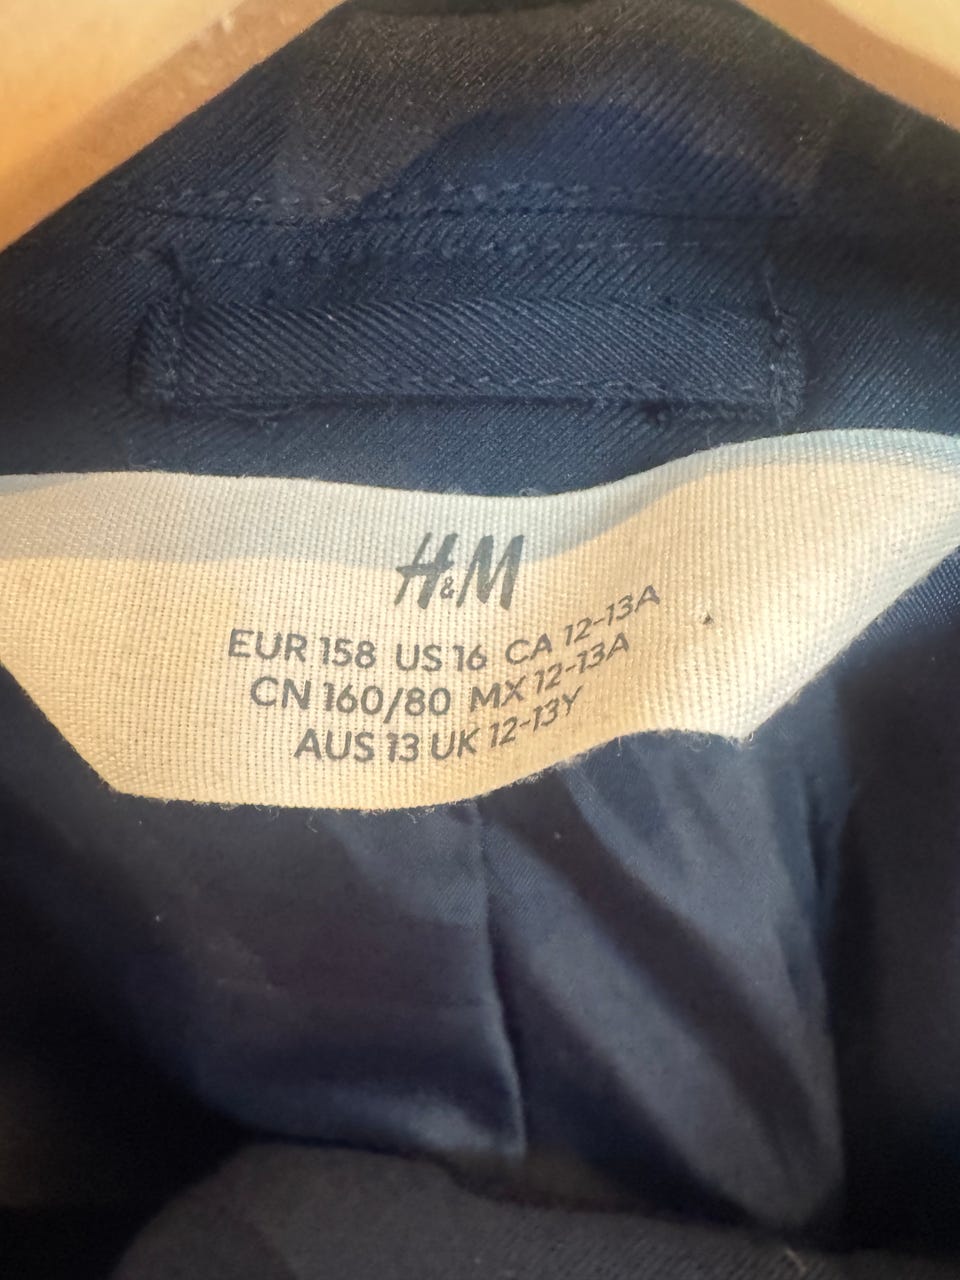 H&M
EUR 158 US 16 CA 12-13A
CN 160/80 MX 12-13A
AUS 13 UK 12-13Y